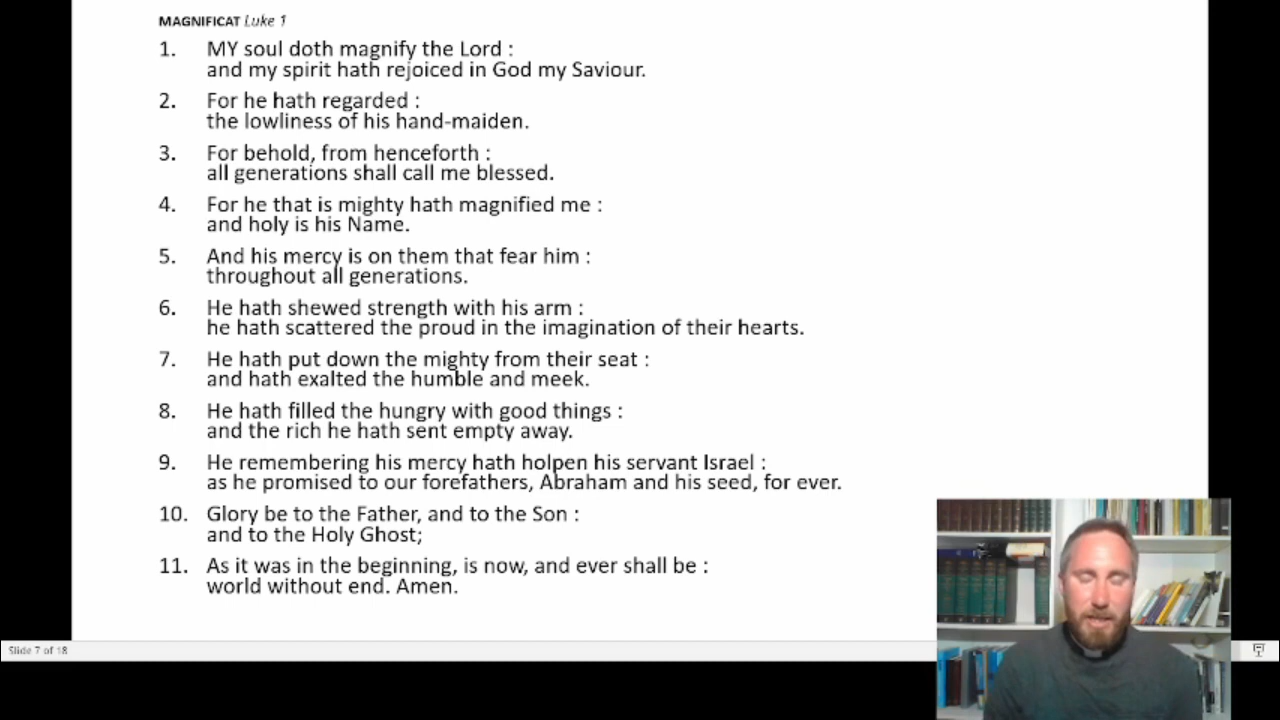 MAGNIFICAT Luke 1
1. MY soul doth magnify the Lord :
and my spirit hath rejoiced in God my Saviour.
2. For he hath regarded :
the lowliness of his hand-maiden.
3. For behold, from henceforth :
all generations shall call me blessed.
4. For he that is mighty hath magnified me :
and holy is his Name.
5. And his mercy is on them that fear him :
throughout all generations.
6. He hath shewed strength with his arm :
he hath scattered the proud in the imagination of their hearts.
7. He hath put down the mighty from their seat :
and hath exalted the humble and meek.
8. He hath filled the hungry with good things :
and the rich he hath sent empty away.
9. He remembering his mercy hath holpen his servant Israel :
as he promised to our forefathers, Abraham and his seed, for ever.
10. Glory be to the Father, and to the Son :
and to the Holy Ghost;
11. As it was in the beginning, is now, and ever shall be :
world without end. Amen.
Slide 7 of 18